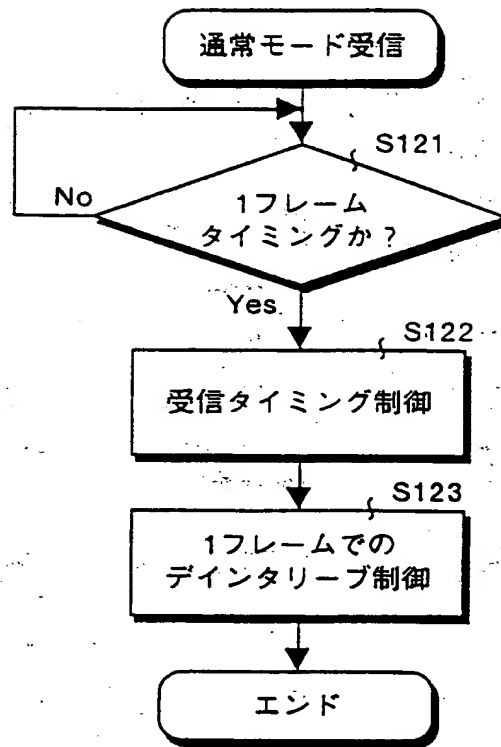 通常モード受信
S121
No
1フレーム
タイミングか?
Yes
S122
受信タイミング制御
S123
1フレームでの
デインタリーブ制御
エンド